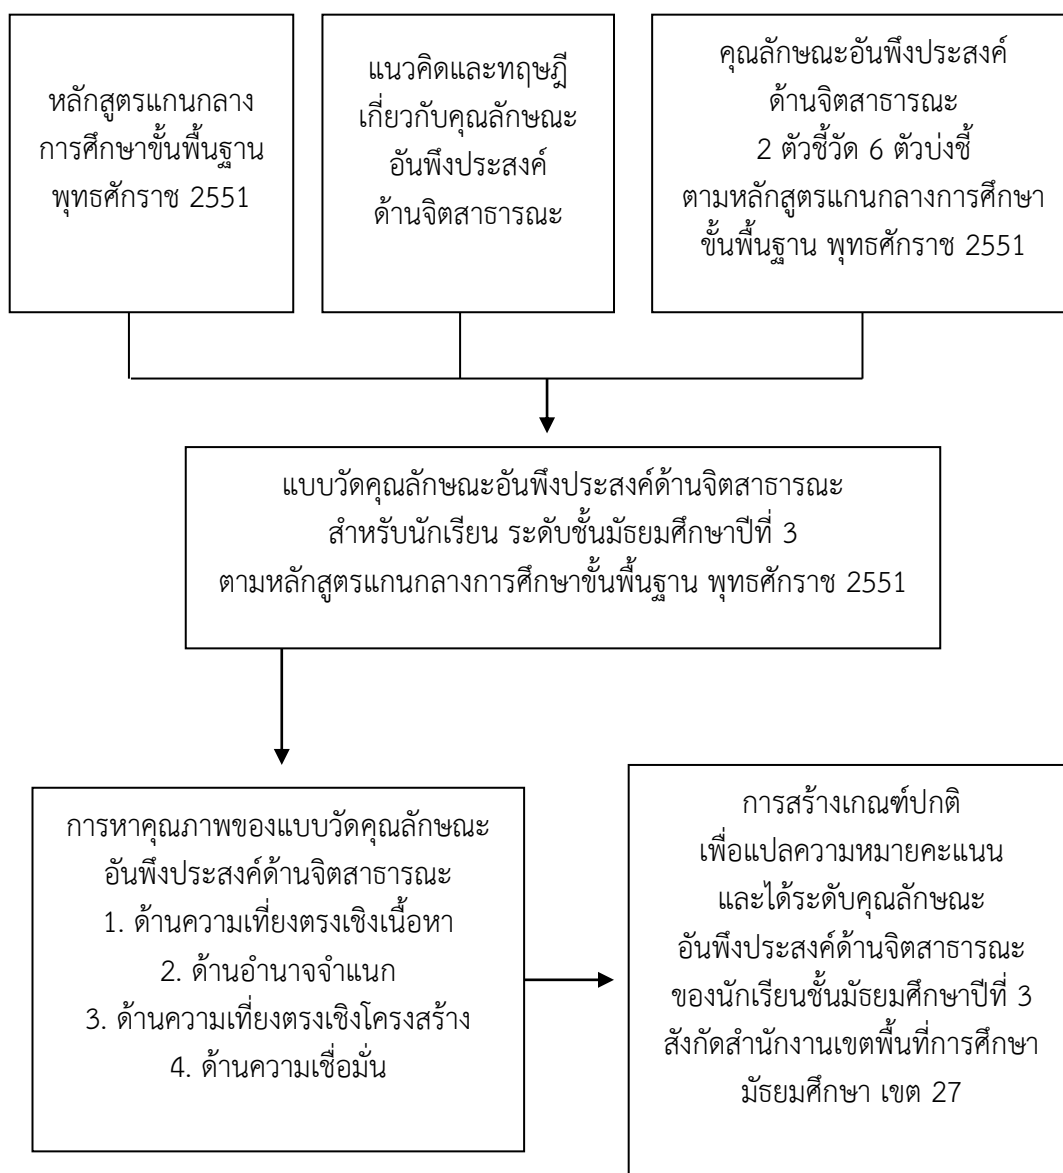 หลักสูตรแกนกลาง
การศึกษาขั้นพื้นฐาน
พุทธศักราช 2551
แนวคิดและทฤษฎี
เกี่ยวกับคุณลักษณะ
อันพึงประสงค์
ด้านจิตสาธารณะ
คุณลักษณะอันพึงประสงค์
ด้านจิตสาธารณะ
2 ตัวชี้วัด 6 ตัวบ่งชี้
ตามหลักสูตรแกนกลางการศึกษา
ขั้นพื้นฐาน พุทธศักราช 2551
แบบวัดคุณลักษณะอันพึงประสงค์ด้านจิตสาธารณะ
สำหรับนักเรียน ระดับชั้นมัธยมศึกษาปีที่ 3
ตามหลักสูตรแกนกลางการศึกษาขั้นพื้นฐาน พุทธศักราช 2551
การหาคุณภาพของแบบวัดคุณลักษณะ
อันพึงประสงค์ด้านจิตสาธารณะ
1. ด้านความเที่ยงตรงเชิงเนื้อหา
2. ด้านอำนาจจำแนก
3. ด้านความเที่ยงตรงเชิงโครงสร้าง
4. ด้านความเชื่อมั่น
การสร้างเกณฑ์ปกติ
เพื่อแปลความหมายคะแนน
และได้ระดับคุณลักษณะ
อันพึงประสงค์ด้านจิตสาธารณะ
ของนักเรียนชั้นมัธยมศึกษาปีที่ 3
สังกัดสำนักงานเขตพื้นที่การศึกษา
มัธยมศึกษา เขต 27